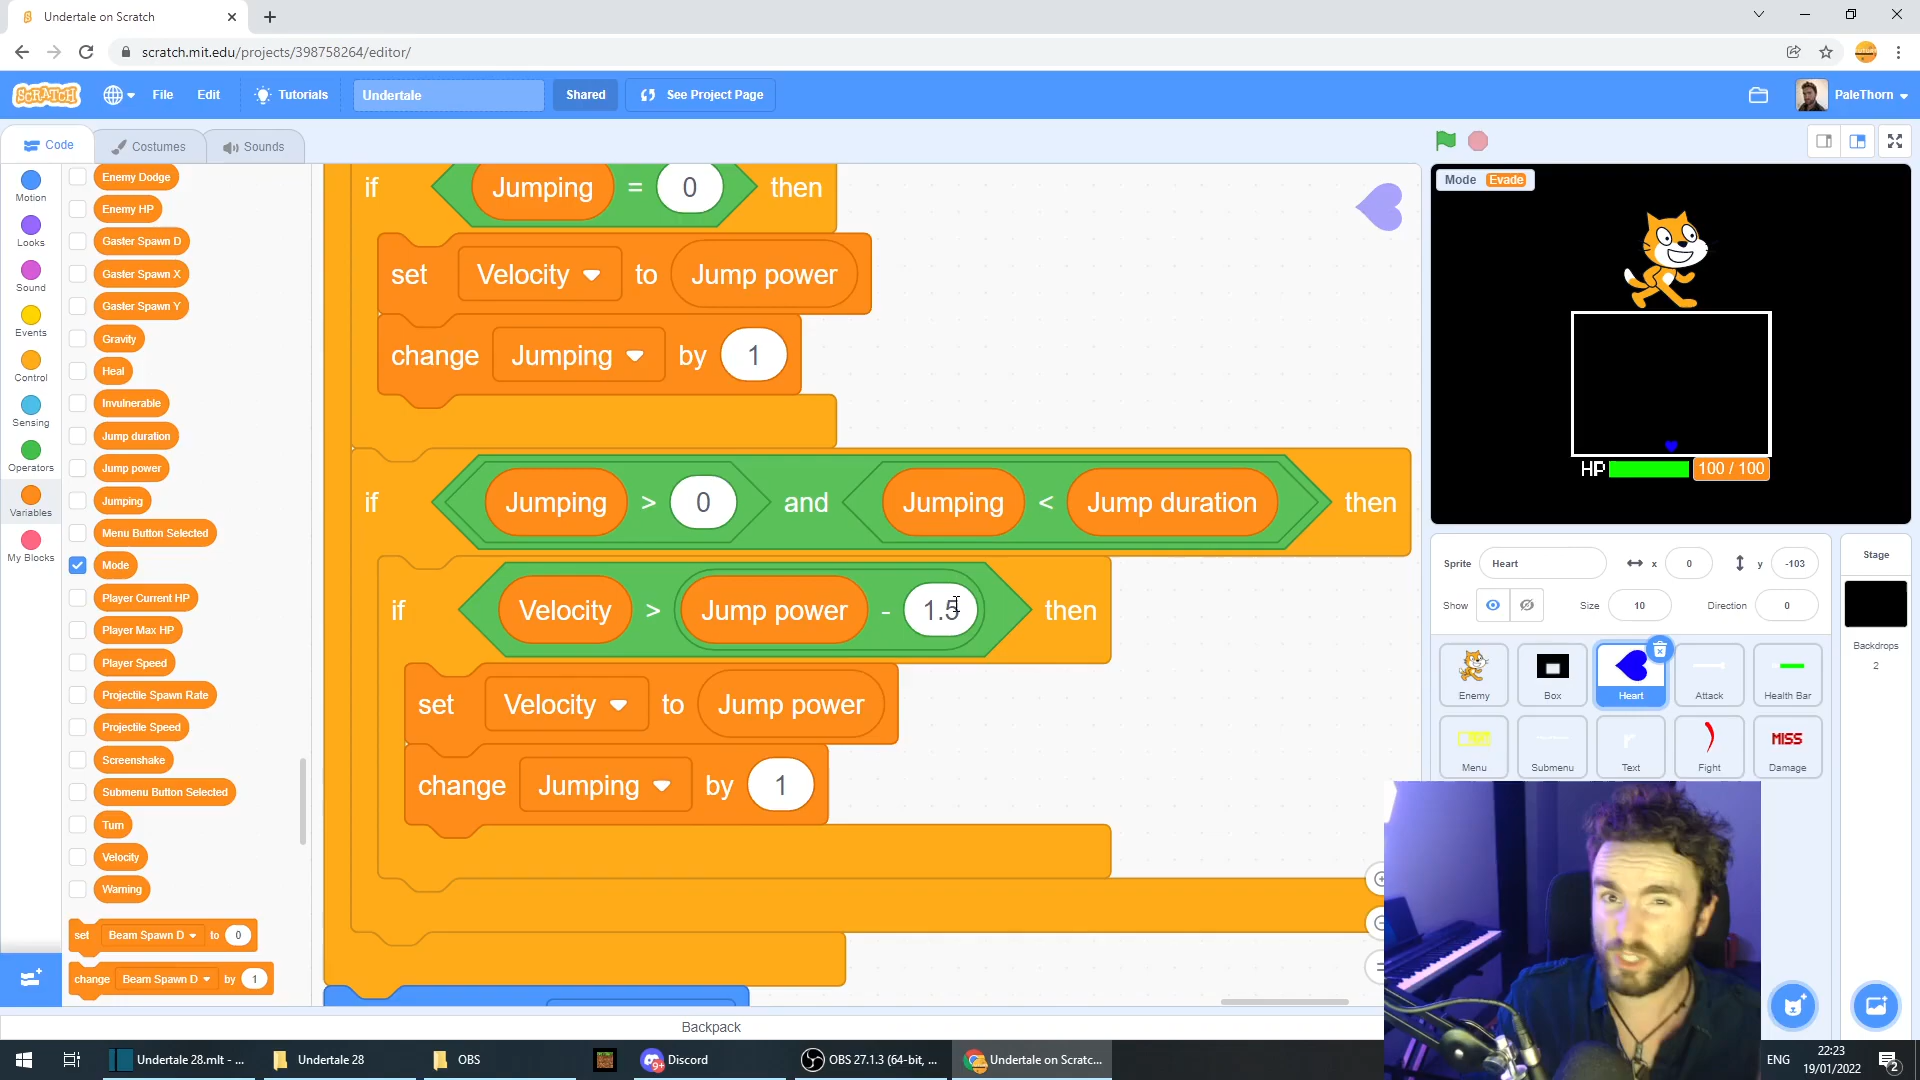 Undertale on Scratch
scratch.mit.edu/projects/398758264/editor/
SCRATCH
File
Edit
Tutorials
Undertale
Shared
See Project Page
PaleThorn
Code
Costumes
Sounds
Motion
Looks
Sound
Events
Control
Sensing
Operators
Variables
My Blocks
Enemy Dodge
Enemy HP
Gaster Spawn D
Gaster Spawn X
Gaster Spawn Y
Gravity
Heal
Invulnerable
Jump duration
Jump power
Jumping
Menu Button Selected
Mode
Player Current HP
Player Max HP
Player Speed
Projectile Spawn Rate
Projectile Speed
Screenshake
Submenu Button Selected
Turn
Velocity
Warning
set Beam Spawn D to 0
change Beam Spawn D by 1
if Jumping = 0 then
set Velocity to Jump power
change Jumping by 1
if Jumping > 0 and Jumping < Jump duration then
if Velocity > Jump power - 1.5 then
set Velocity to Jump power
change Jumping by 1
Mode Evade
HP 100 / 100
Sprite Heart x 0 y -103
Show Size 10 Direction 0
Enemy
Box
Heart
Attack
Health Bar
Menu
Submenu
Text
Fight
MISS
Damage
Stage
Backdrops
2
Backpack
Undertale 28.mlt - ...
Undertale 28
OBS
9+
Discord
OBS 27.1.3 (64-bit, ...
Undertale on Scratc...
ENG
22:23
19/01/2022
2